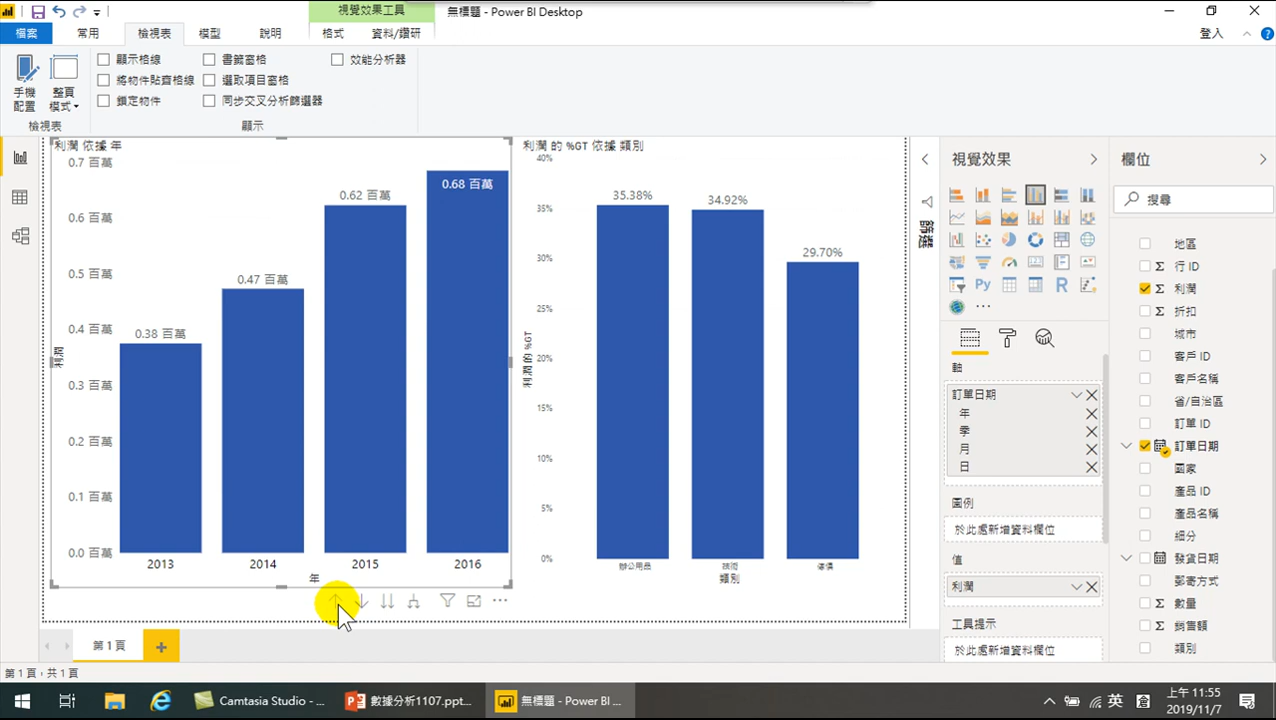 視覺效果工具
無標題 - Power BI Desktop
檔案
常用
檢視表
模型
說明
格式
資料/鑽研
登入
手機
配置
整頁
模式
檢視表
顯示格線
將物件貼齊格線
鎖定物件
書籤窗格
選取項目窗格
同步交叉分析篩選器
效能分析器
顯示
利潤 依據 年
0.7 百萬
0.6 百萬
0.5 百萬
0.4 百萬
0.3 百萬
0.2 百萬
0.1 百萬
0.0 百萬
利潤
0.38 百萬
0.47 百萬
0.62 百萬
0.68 百萬
2013
2014
2015
2016
年
利潤 的 %GT 依據 類別
40%
35%
30%
25%
20%
15%
10%
5%
0%
利潤 的 %GT
35.38%
34.92%
29.70%
辦公用品
技術
傢俱
類別
篩選
視覺效果
Py
R
軸
訂單日期
年
季
月
日
圖例
於此處新增資料欄位
值
利潤
工具提示
於此處新增資料欄位
欄位
搜尋
地區
行 ID
利潤
折扣
城市
客戶 ID
客戶名稱
省/自治區
訂單 ID
訂單日期
國家
產品 ID
產品名稱
細分
發貨日期
郵寄方式
數量
銷售額
類別
第 1 頁
第 1 頁，共 1 頁
Camtasia Studio - ...
數據分析1107.ppt...
無標題 - Power BI ...
英
上午 11:55
2019/11/7